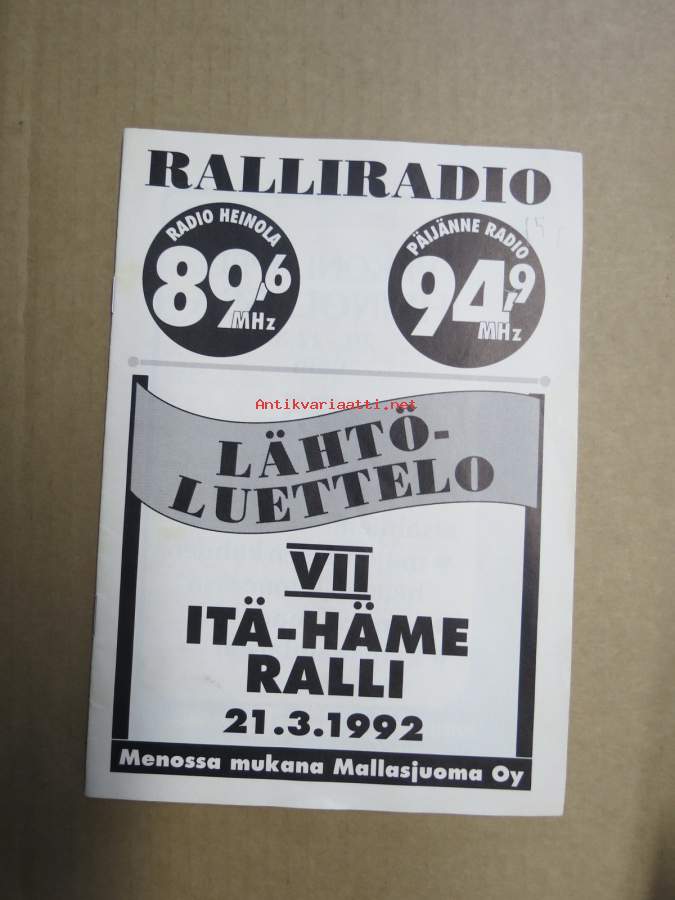 RALLIRADIO
RADIO HEINOLA
89,6
MHz
PÄIJÄNNE RADIO
94,9
MHz
Antikvariaatti.net
LÄHTÖ-
LUETTELO
VII
ITÄ-HÄME
RALLI
21.3.1992
Menossa mukana Mallasjuoma Oy